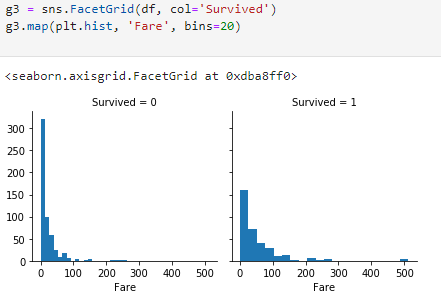 g3 = sns.FacetGrid(df, col='Survived')
g3.map(plt.hist, 'Fare', bins=20)
<seaborn.axisgrid.FacetGrid at 0xdba8ff0>
Survived = 0
Survived = 1
300
250
200
150
100
50
0
0 100 200 300 400 500
0 100 200 300 400 500
Fare
Fare